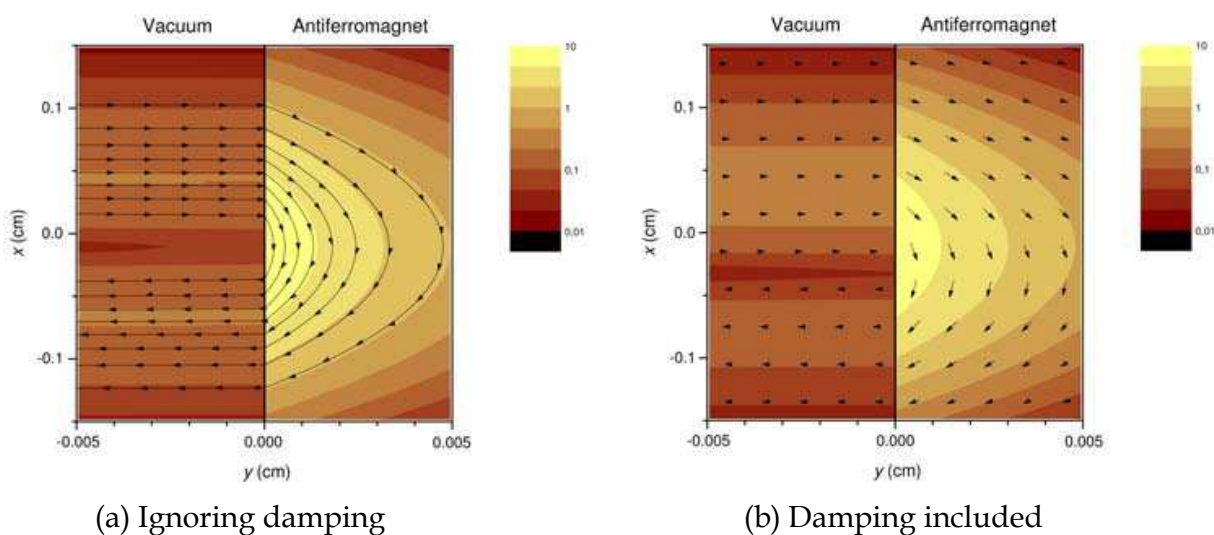 Vacuum Antiferromagnet
10
1
0,1
0,01
0.1
0.0
-0.1
x (cm)
-0.005 0.000 0.005
y (cm)
(a) Ignoring damping
Vacuum Antiferromagnet
10
1
0,1
0,01
0.1
0.0
-0.1
x (cm)
-0.005 0.000 0.005
y (cm)
(b) Damping included